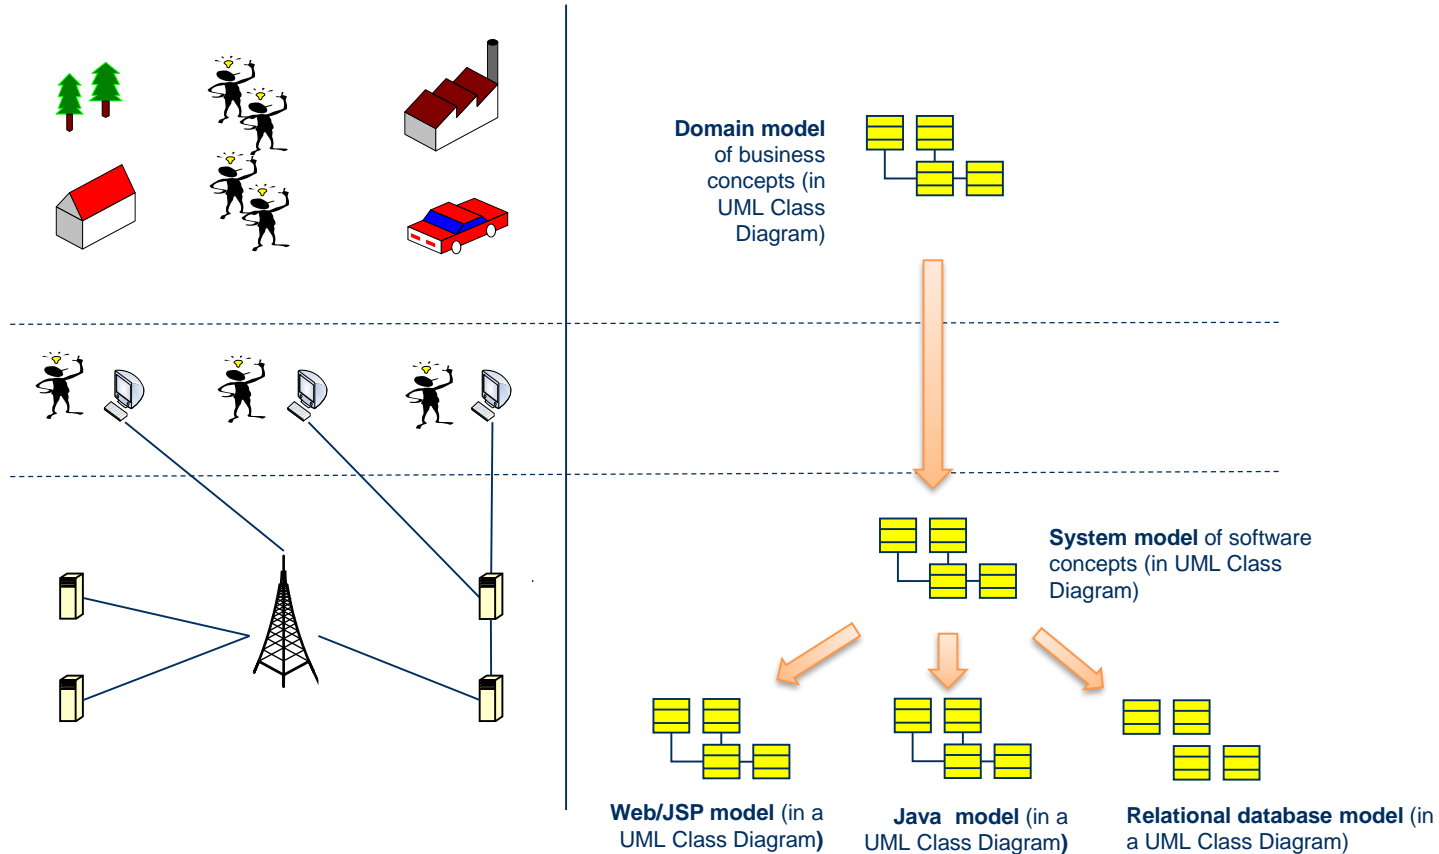 Domain model
of business
concepts (in
UML Class
Diagram)
System model of software
concepts (in UML Class
Diagram)
Web/JSP model (in a
UML Class Diagram)
Java  model (in a
UML Class Diagram)
Relational database model (in
a UML Class Diagram)